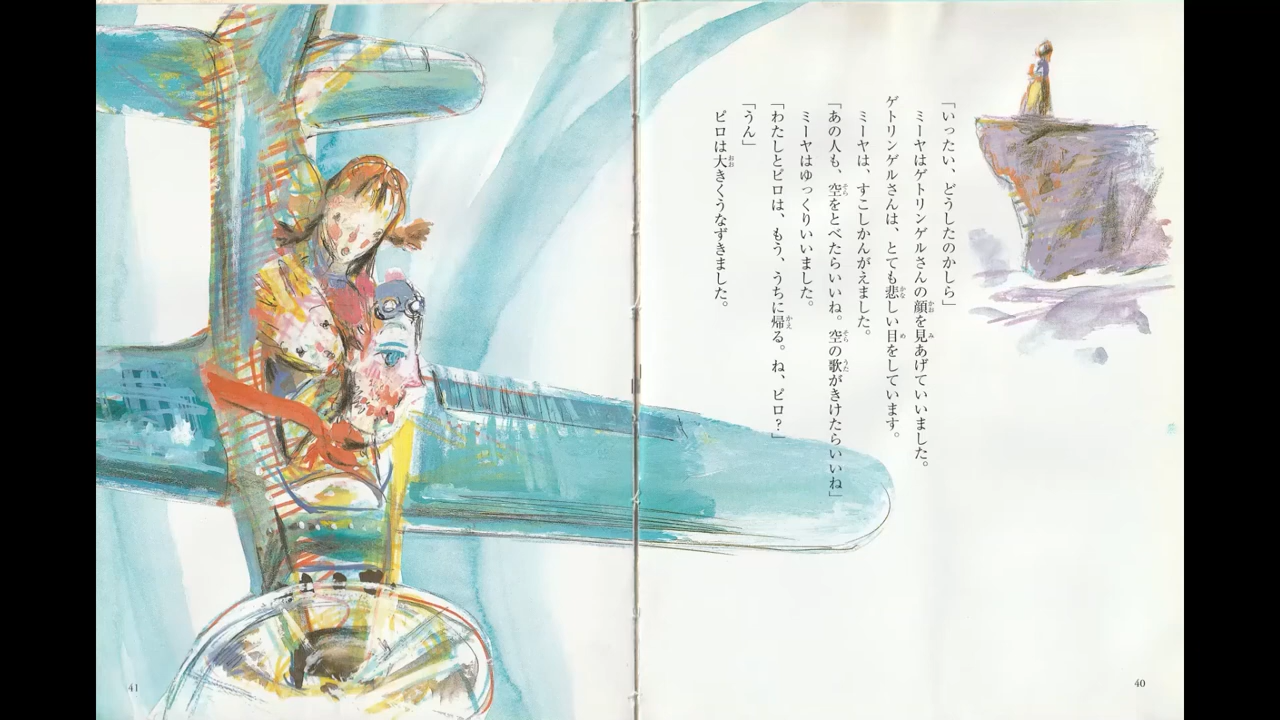 「いったい、どうしたのかしら」
ミーヤはゲトリンゲルさんの顔を見あげていいました。
ゲトリンゲルさんは、とても悲しい目をしています。
ミーヤは、すこしかんがえました。
「あの人も、空をとべたらいいね。空の歌がきけたらいいね」
ミーヤはゆっくりいいました。
「わたしとピロは、もう、うちに帰る。ね、ピロ?」
「うん」
ピロは大きくうなずきました。
40
41